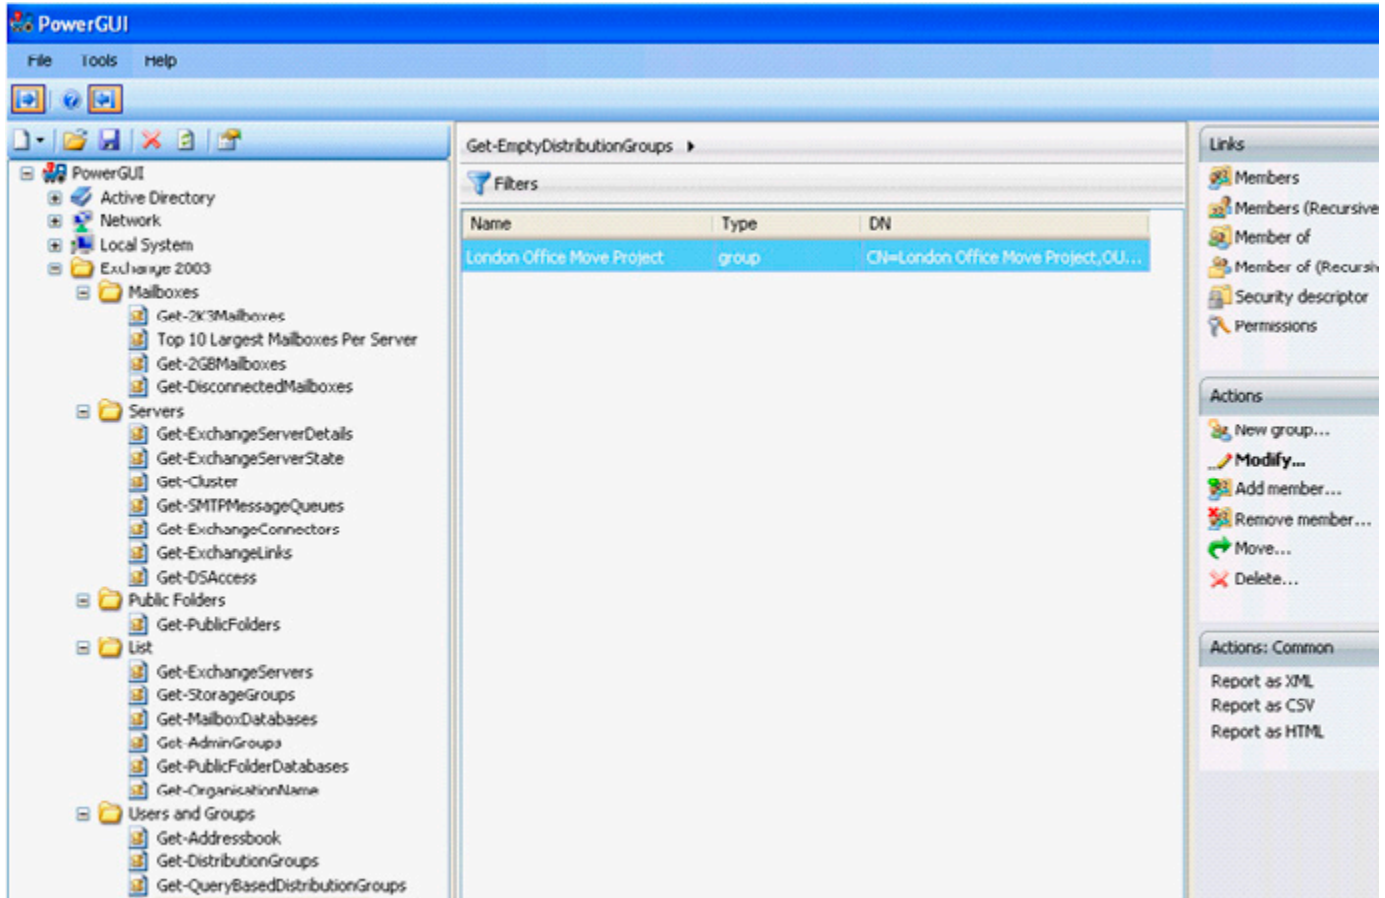 PowerGUI
File Tools Help
PowerGUI
Active Directory
Network
Local System
Exchange 2003
Mailboxes
Get-2K3Mailboxes
Top 10 Largest Mailboxes Per Server
Get-2GBMailboxes
Get-DisconnectedMailboxes
Servers
Get-ExchangeServerDetails
Get-ExchangeServerState
Get-Cluster
Get-SMTPMessageQueues
Get-ExchangeConnectors
Get-ExchangeLinks
Get-DSAccess
Public Folders
Get-PublicFolders
List
Get-ExchangeServers
Get-StorageGroups
Get-MailboxDatabases
Get-AdminGroups
Get-PublicFolderDatabases
Get-OrganisationName
Users and Groups
Get-Addressbook
Get-DistributionGroups
Get-QueryBasedDistributionGroups
Get-EmptyDistributionGroups
Filters
Name Type DN
London Office Move Project group CN=London Office Move Project,OU...
Links
Members
Members (Recursive
Member of
Member of (Recursiv
Security descriptor
Permissions
Actions
New group...
Modify...
Add member...
Remove member...
Move...
Delete...
Actions: Common
Report as XML
Report as CSV
Report as HTML